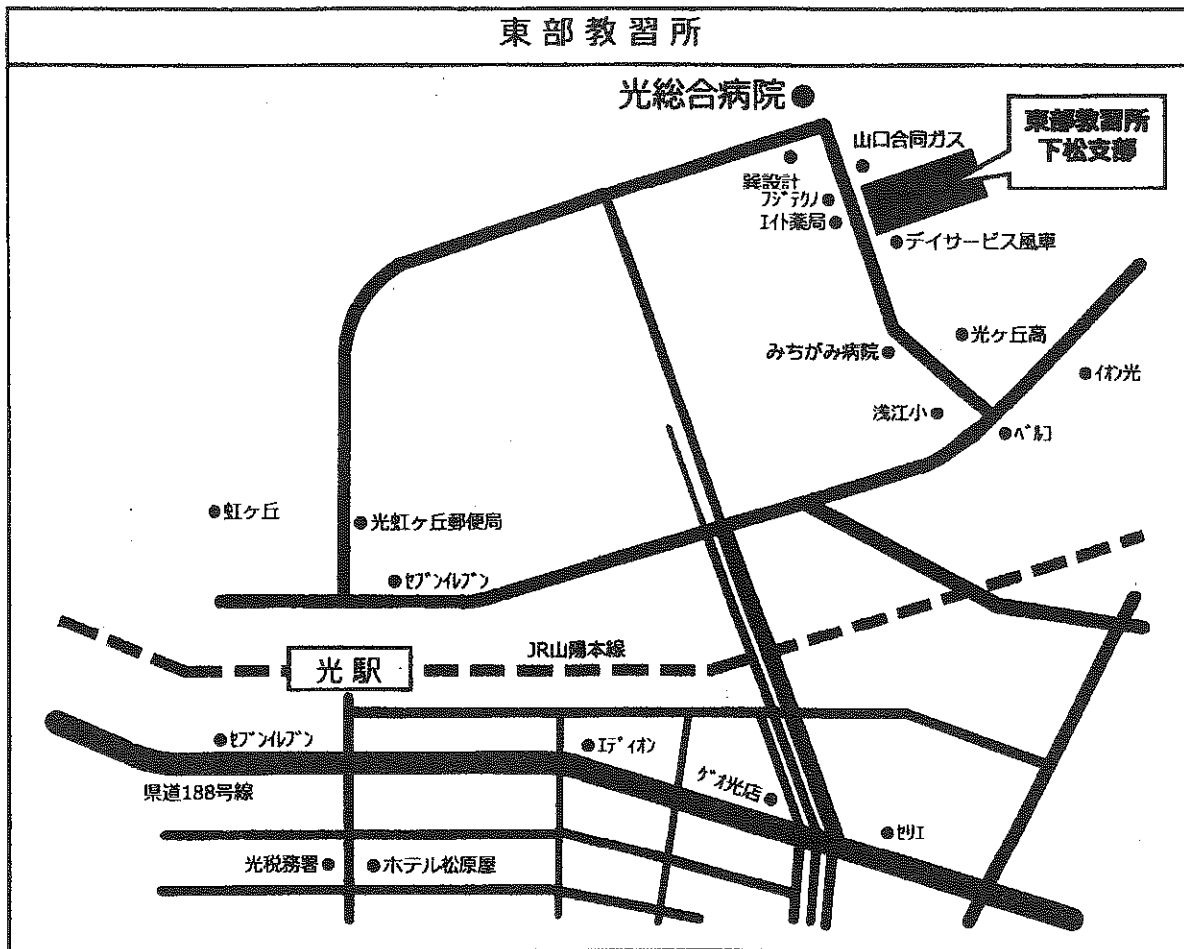 東部教習所
光総合病院
東部教習所
下松支部
山口合同ガス
巽設計
フジテクノ
エイト薬局
デイサービス風車
光ヶ丘高
みちがみ病院
イオン光
浅江小
ベルコ
虹ヶ丘
光虹ヶ丘郵便局
セブンイレブン
JR山陽本線
光駅
セブンイレブン
エディオン
県道188号線
ゲオ光店
セリエ
光税務署
ホテル松原屋